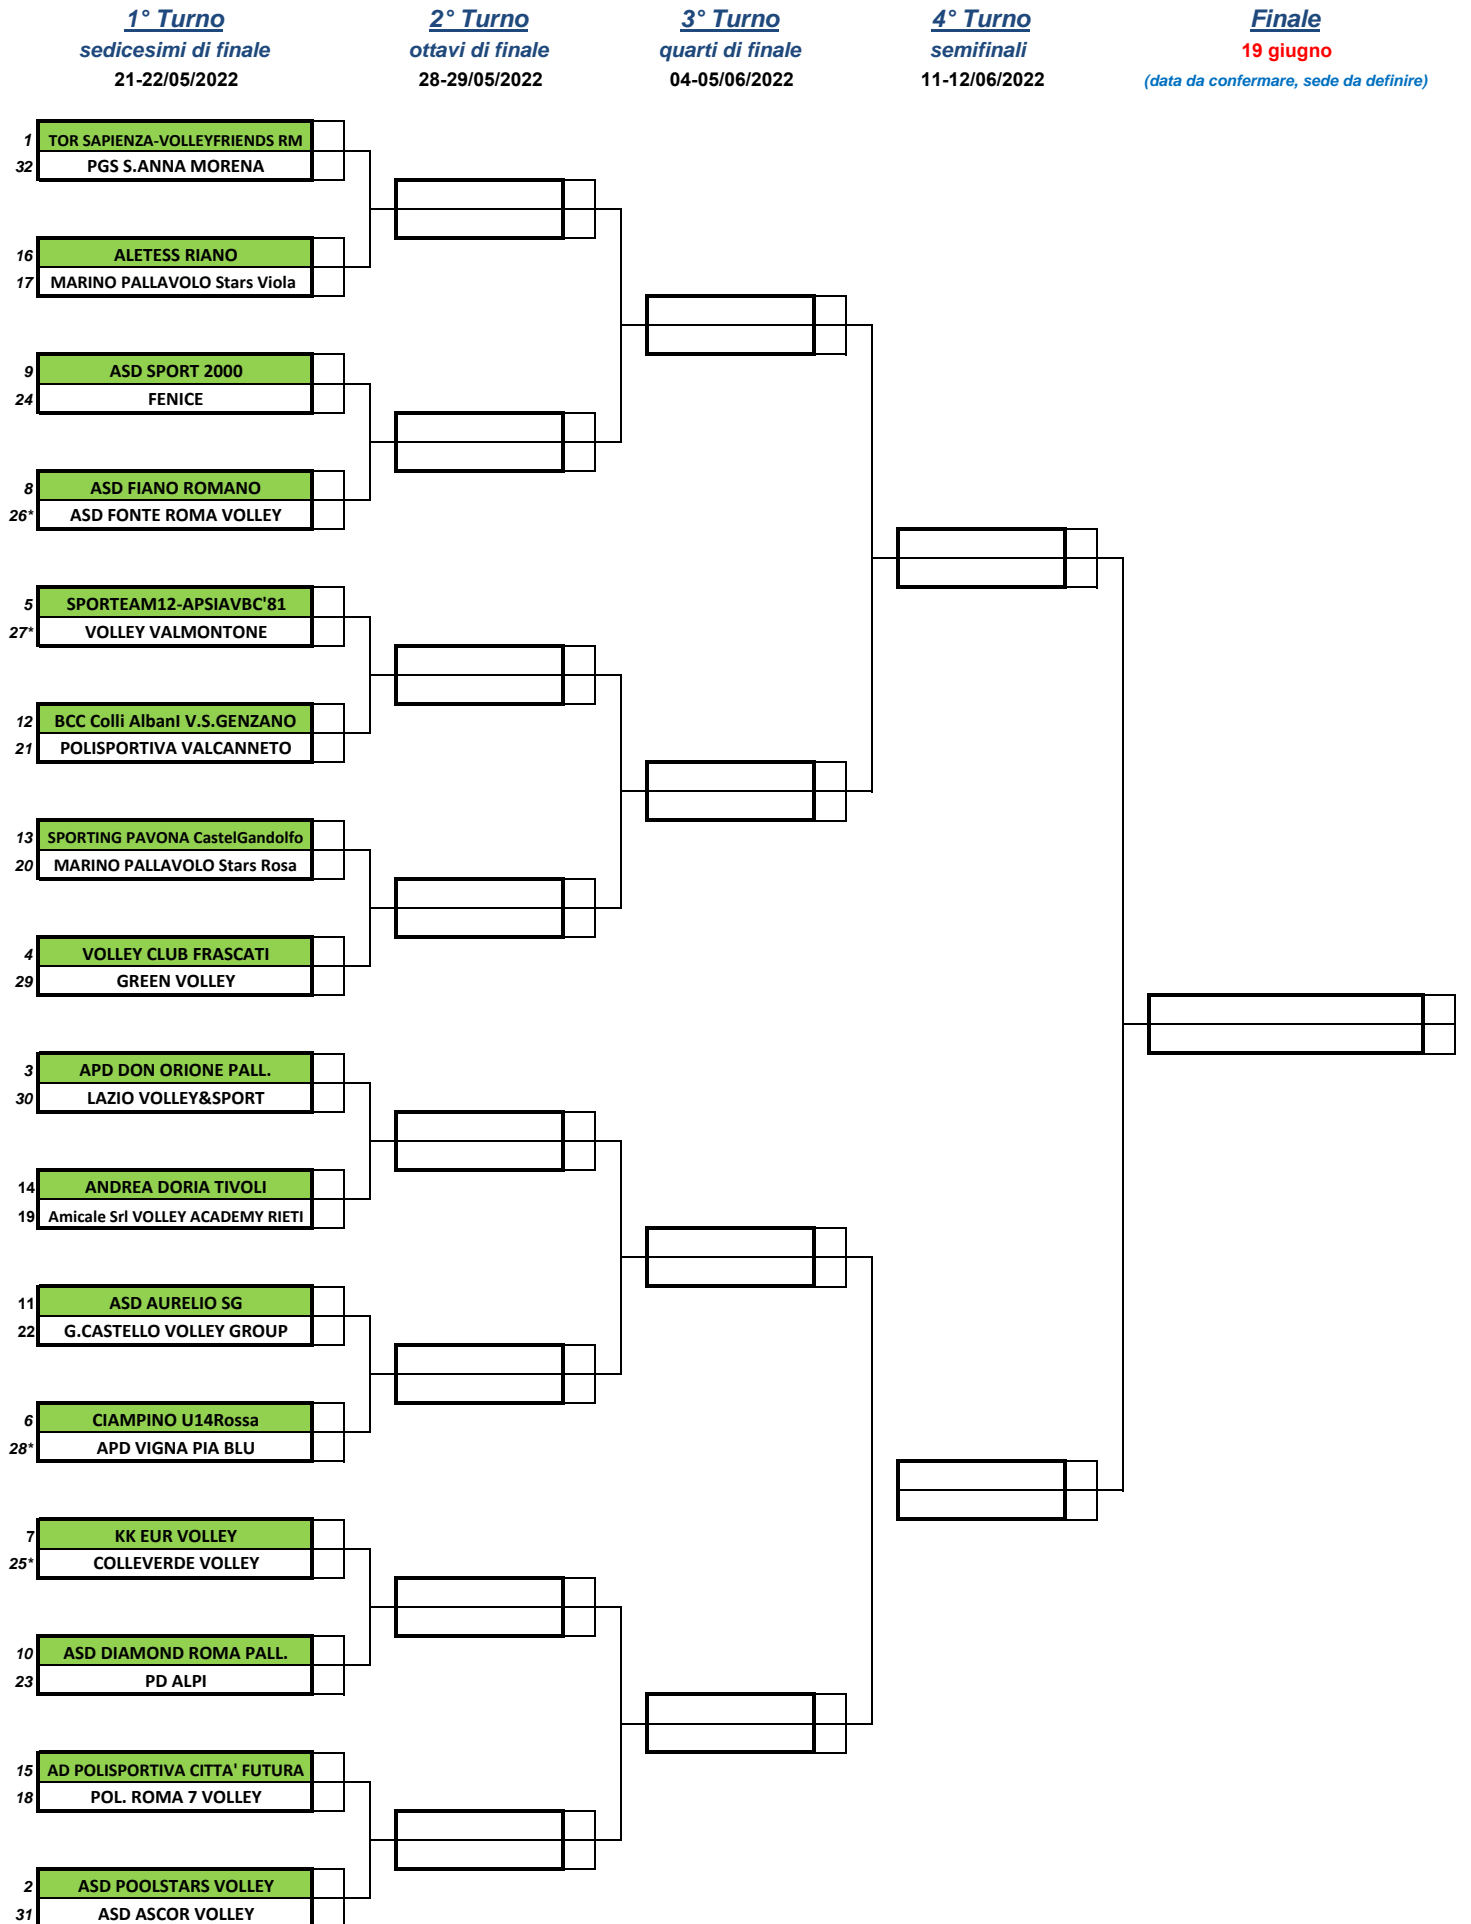 1° Turno 2° Turno 3° Turno 4° Turno Finale
sedicesimi di finale ottavi di finale quarti di finale semifinali 19 giugno
21-22/05/2022 28-29/05/2022 04-05/06/2022 11-12/06/2022 (data da confermare, sede da definire)
1 TOR SAPIENZA-VOLLEYFRIENDS RM
32 PGS S.ANNA MORENA
16 ALETESS RIANO
17 MARINO PALLAVOLO Stars Viola
9 ASD SPORT 2000
24 FENICE
8 ASD FIANO ROMANO
26* ASD FONTE ROMA VOLLEY
5 SPORTEAM12-APSIAVBC'81
27* VOLLEY VALMONTONE
12 BCC Colli AlbanI V.S.GENZANO
21 POLISPORTIVA VALCANNETO
13 SPORTING PAVONA CastelGandolfo
20 MARINO PALLAVOLO Stars Rosa
4 VOLLEY CLUB FRASCATI
29 GREEN VOLLEY
3 APD DON ORIONE PALL.
30 LAZIO VOLLEY&SPORT
14 ANDREA DORIA TIVOLI
19 Amicale Srl VOLLEY ACADEMY RIETI
11 ASD AURELIO SG
22 G.CASTELLO VOLLEY GROUP
6 CIAMPINO U14Rossa
28* APD VIGNA PIA BLU
7 KK EUR VOLLEY
25* COLLEVERDE VOLLEY
10 ASD DIAMOND ROMA PALL.
23 PD ALPI
15 AD POLISPORTIVA CITTA' FUTURA
18 POL. ROMA 7 VOLLEY
2 ASD POOLSTARS VOLLEY
31 ASD ASCOR VOLLEY